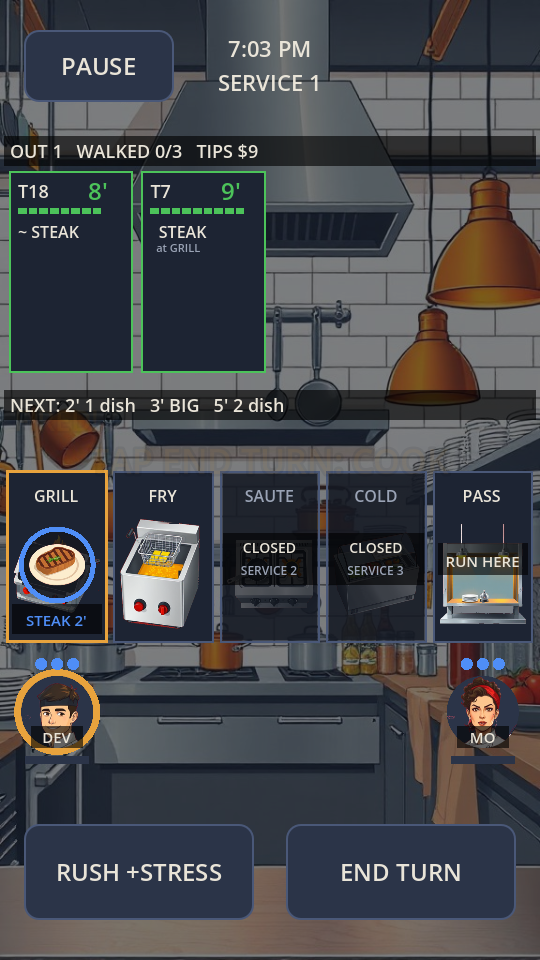 PAUSE
7:03 PM
SERVICE 1
OUT 1 WALKED 0/3 TIPS $9
T18 8'
~ STEAK
T7 9'
STEAK
at GRILL
NEXT: 2' 1 dish 3' BIG 5' 2 dish
GRILL
STEAK 2'
FRY
SAUTE
CLOSED
SERVICE 2
COLD
CLOSED
SERVICE 3
PASS
RUN HERE
DEV
MO
RUSH +STRESS
END TURN